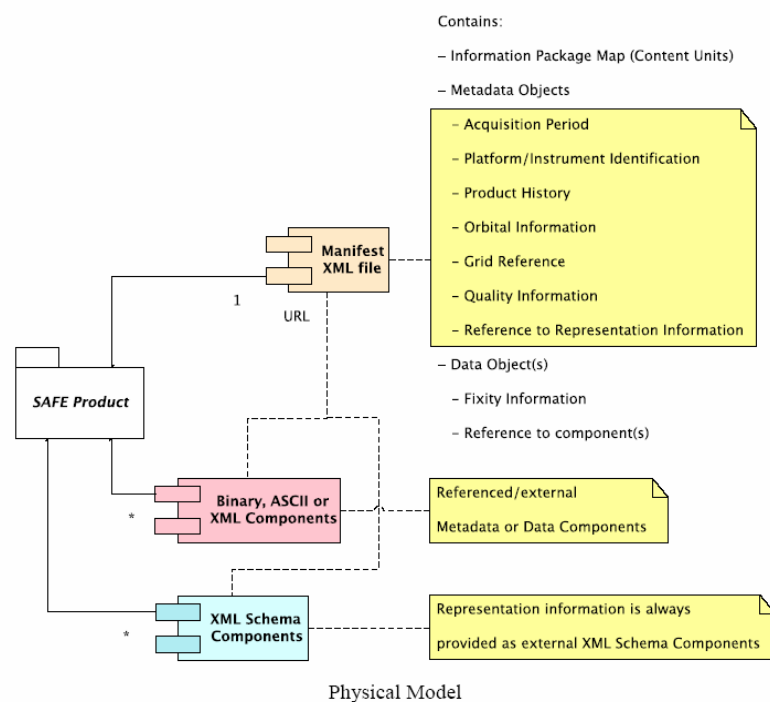 Contains:
– Information Package Map (Content Units)
– Metadata Objects
– Acquisition Period
– Platform/Instrument Identification
– Product History
– Orbital Information
– Grid Reference
– Quality Information
– Reference to Representation Information
– Data Object(s)
– Fixity Information
– Reference to component(s)
Manifest
XML file
1
URL
SAFE Product
Binary, ASCII or
XML Components
*
Referenced/external
Metadata or Data Components
XML Schema
Components
*
Representation information is always
provided as external XML Schema Components
Physical Model